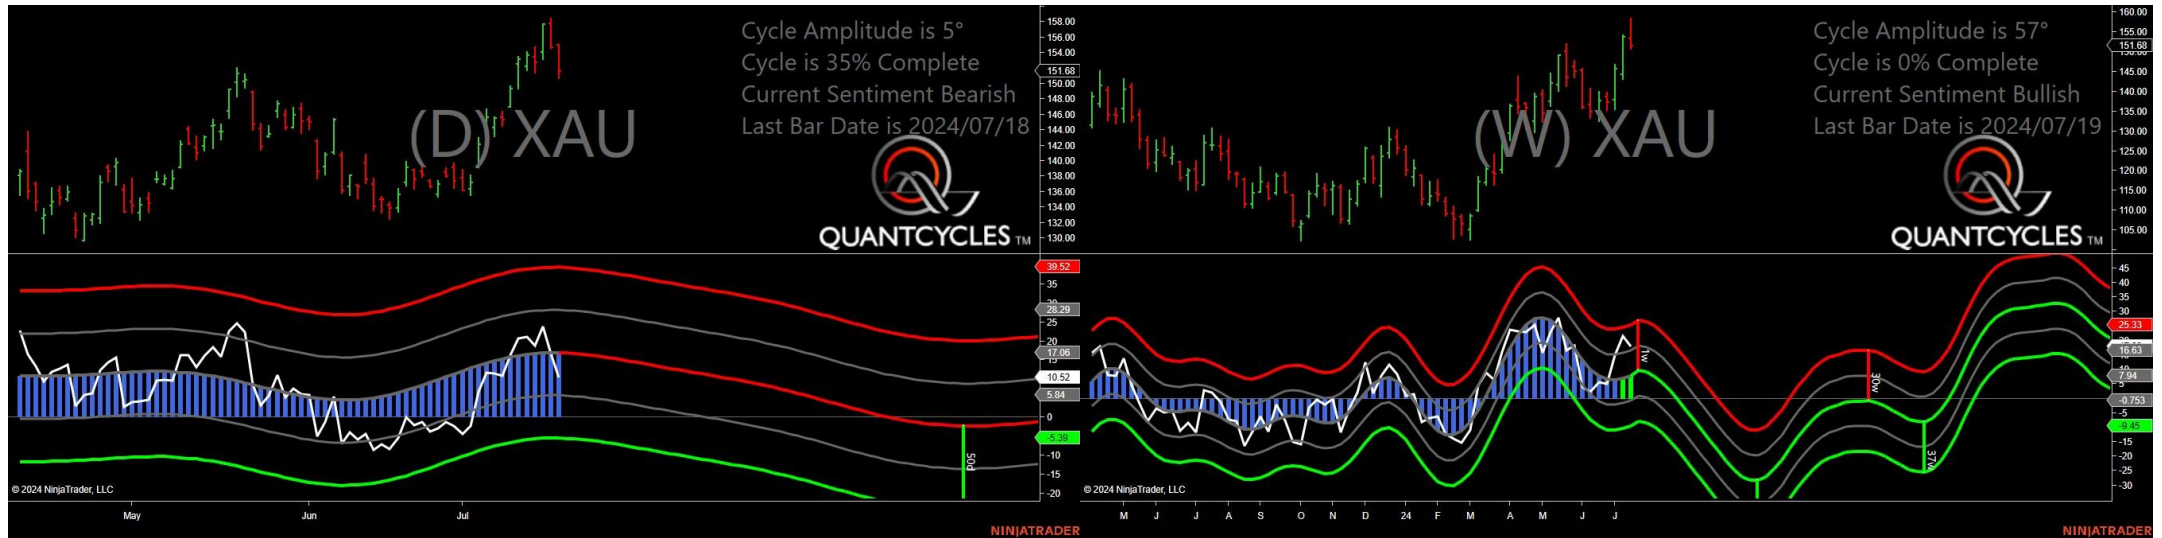 Cycle Amplitude is 5°
Cycle is 35% Complete
Current Sentiment Bearish
Last Bar Date is 2024/07/18
(D) XAU
QUANTCYCLES TM
158.00
156.00
154.00
151.68
150.00
148.00
146.00
144.00
142.00
140.00
138.00
136.00
134.00
132.00
130.00
39.52
35
28.29
25
20
17.06
10.52
5.84
0
-5.39
-10
-15
-20
50d
© 2024 NinjaTrader, LLC
May Jun Jul
NINJATRADER
Cycle Amplitude is 57°
Cycle is 0% Complete
Current Sentiment Bullish
Last Bar Date is 2024/07/19
(W) XAU
QUANTCYCLES TM
160.00
155.00
151.68
145.00
140.00
135.00
130.00
125.00
120.00
115.00
110.00
105.00
45
40
35
30
25.33
16.63
7.94
-0.753
-5
-9.45
-15
-20
-25
-30
1w
30w
37w
© 2024 NinjaTrader, LLC
M J J A S O N D 24 F M A M J J
NINJATRADER